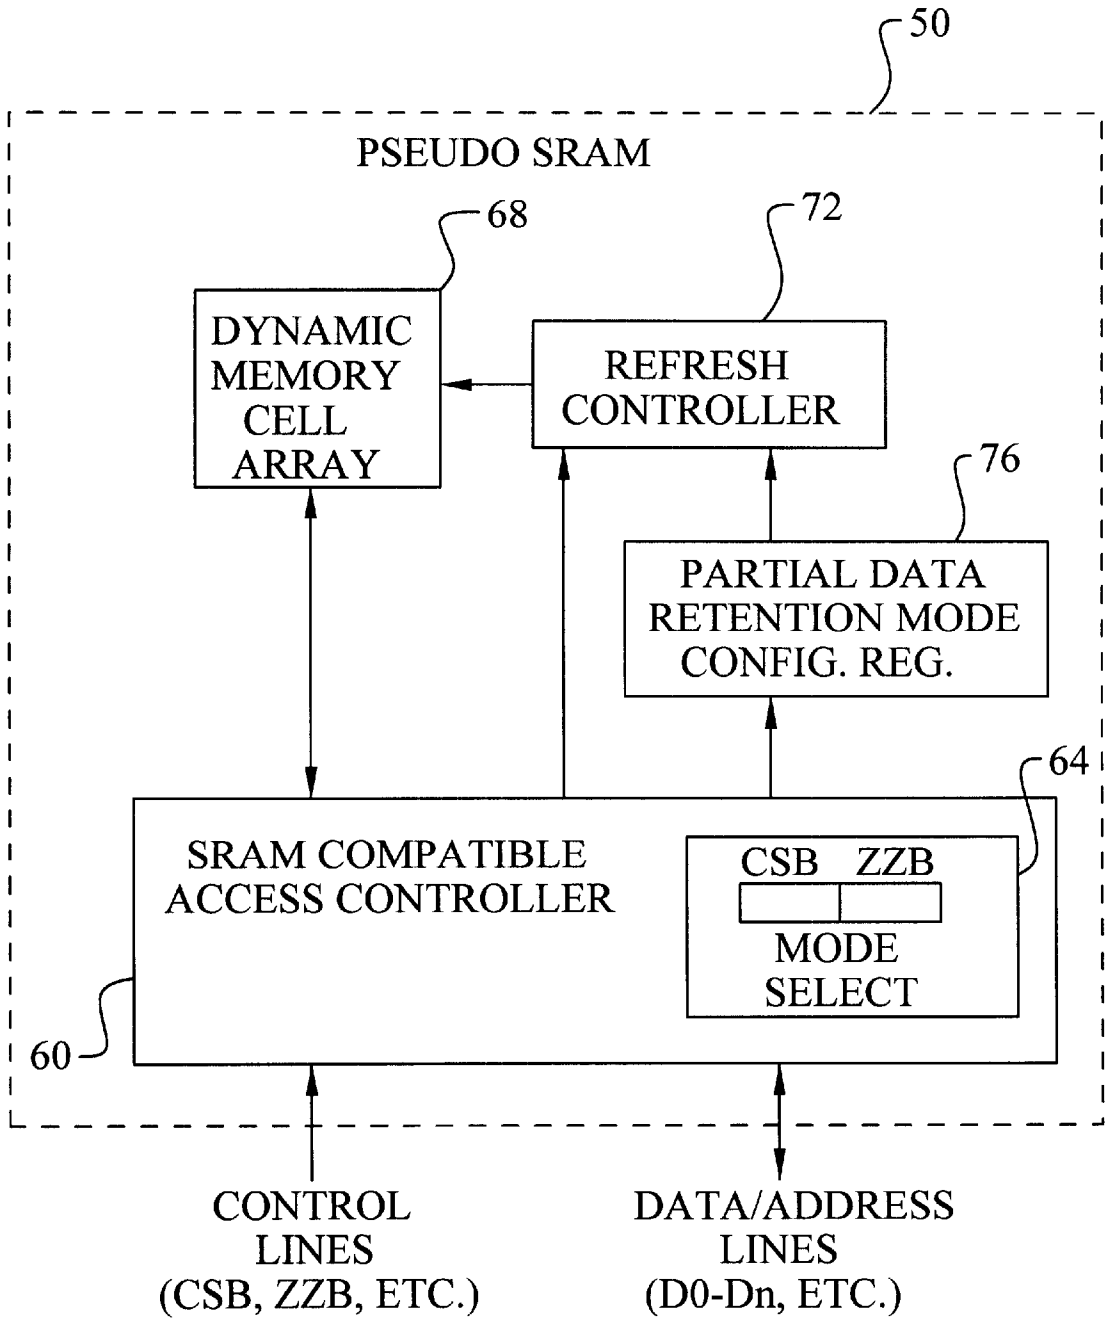 50
PSEUDO SRAM
68
72
DYNAMIC
MEMORY
CELL
ARRAY
REFRESH
CONTROLLER
76
PARTIAL DATA
RETENTION MODE
CONFIG. REG.
64
SRAM COMPATIBLE
ACCESS CONTROLLER
CSB ZZB
MODE
SELECT
60
CONTROL
LINES
(CSB, ZZB, ETC.)
DATA/ADDRESS
LINES
(D0-Dn, ETC.)